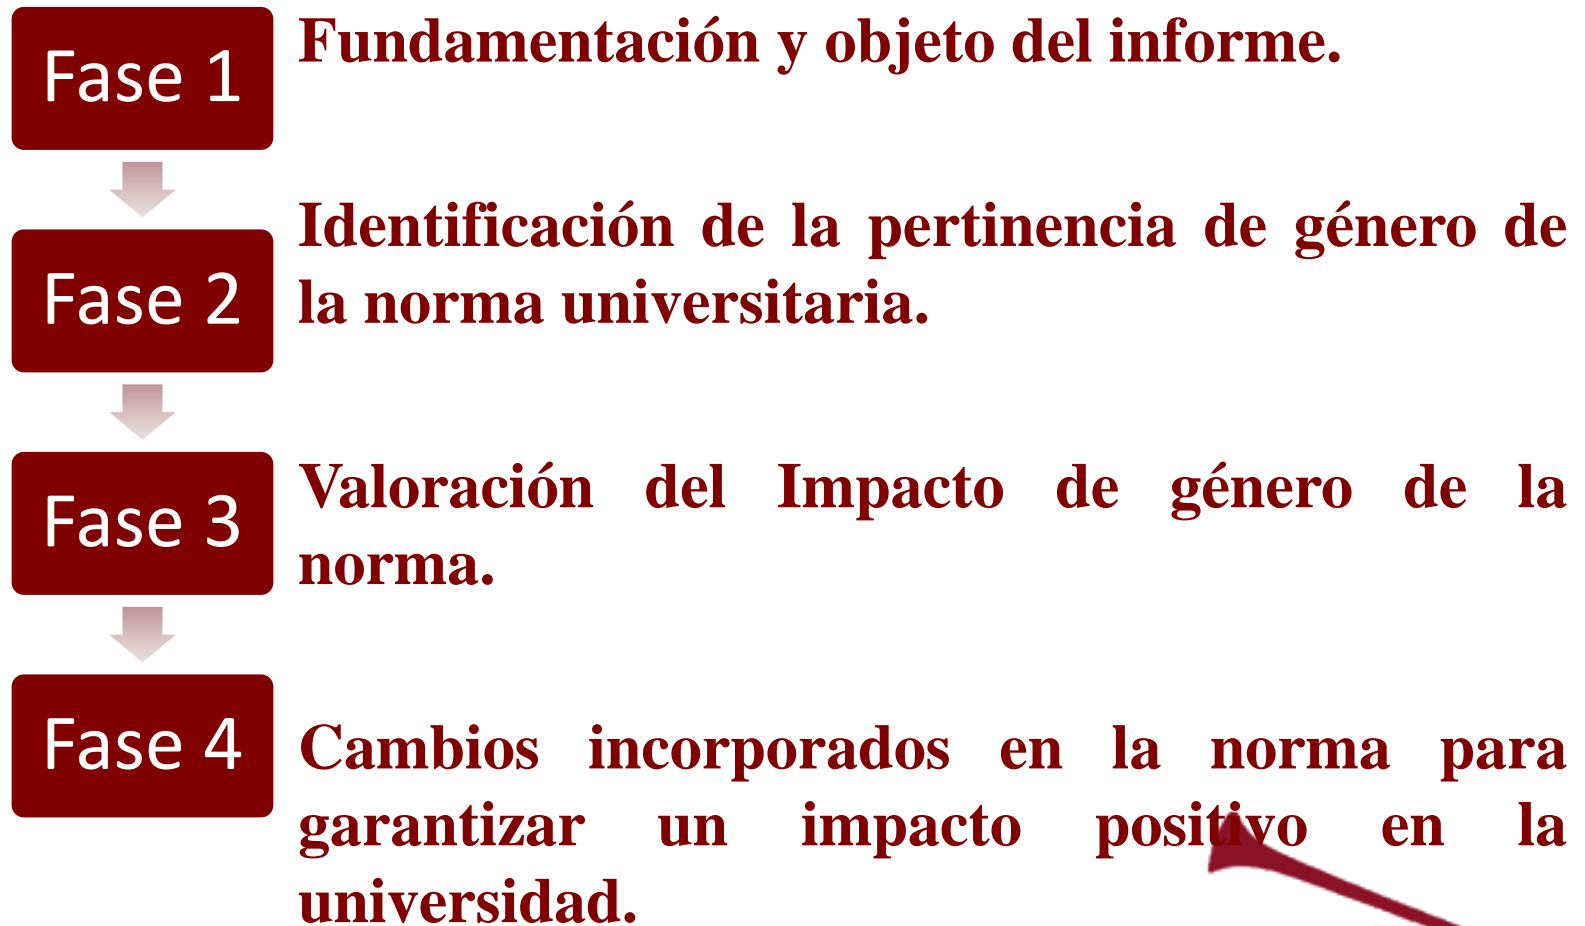 Fase 1
Fundamentación y objeto del informe.
Fase 2
Identificación de la pertinencia de género de
la norma universitaria.
Fase 3
Valoración del Impacto de género de la
norma.
Fase 4
Cambios incorporados en la norma para
garantizar un impacto positivo en la
universidad.